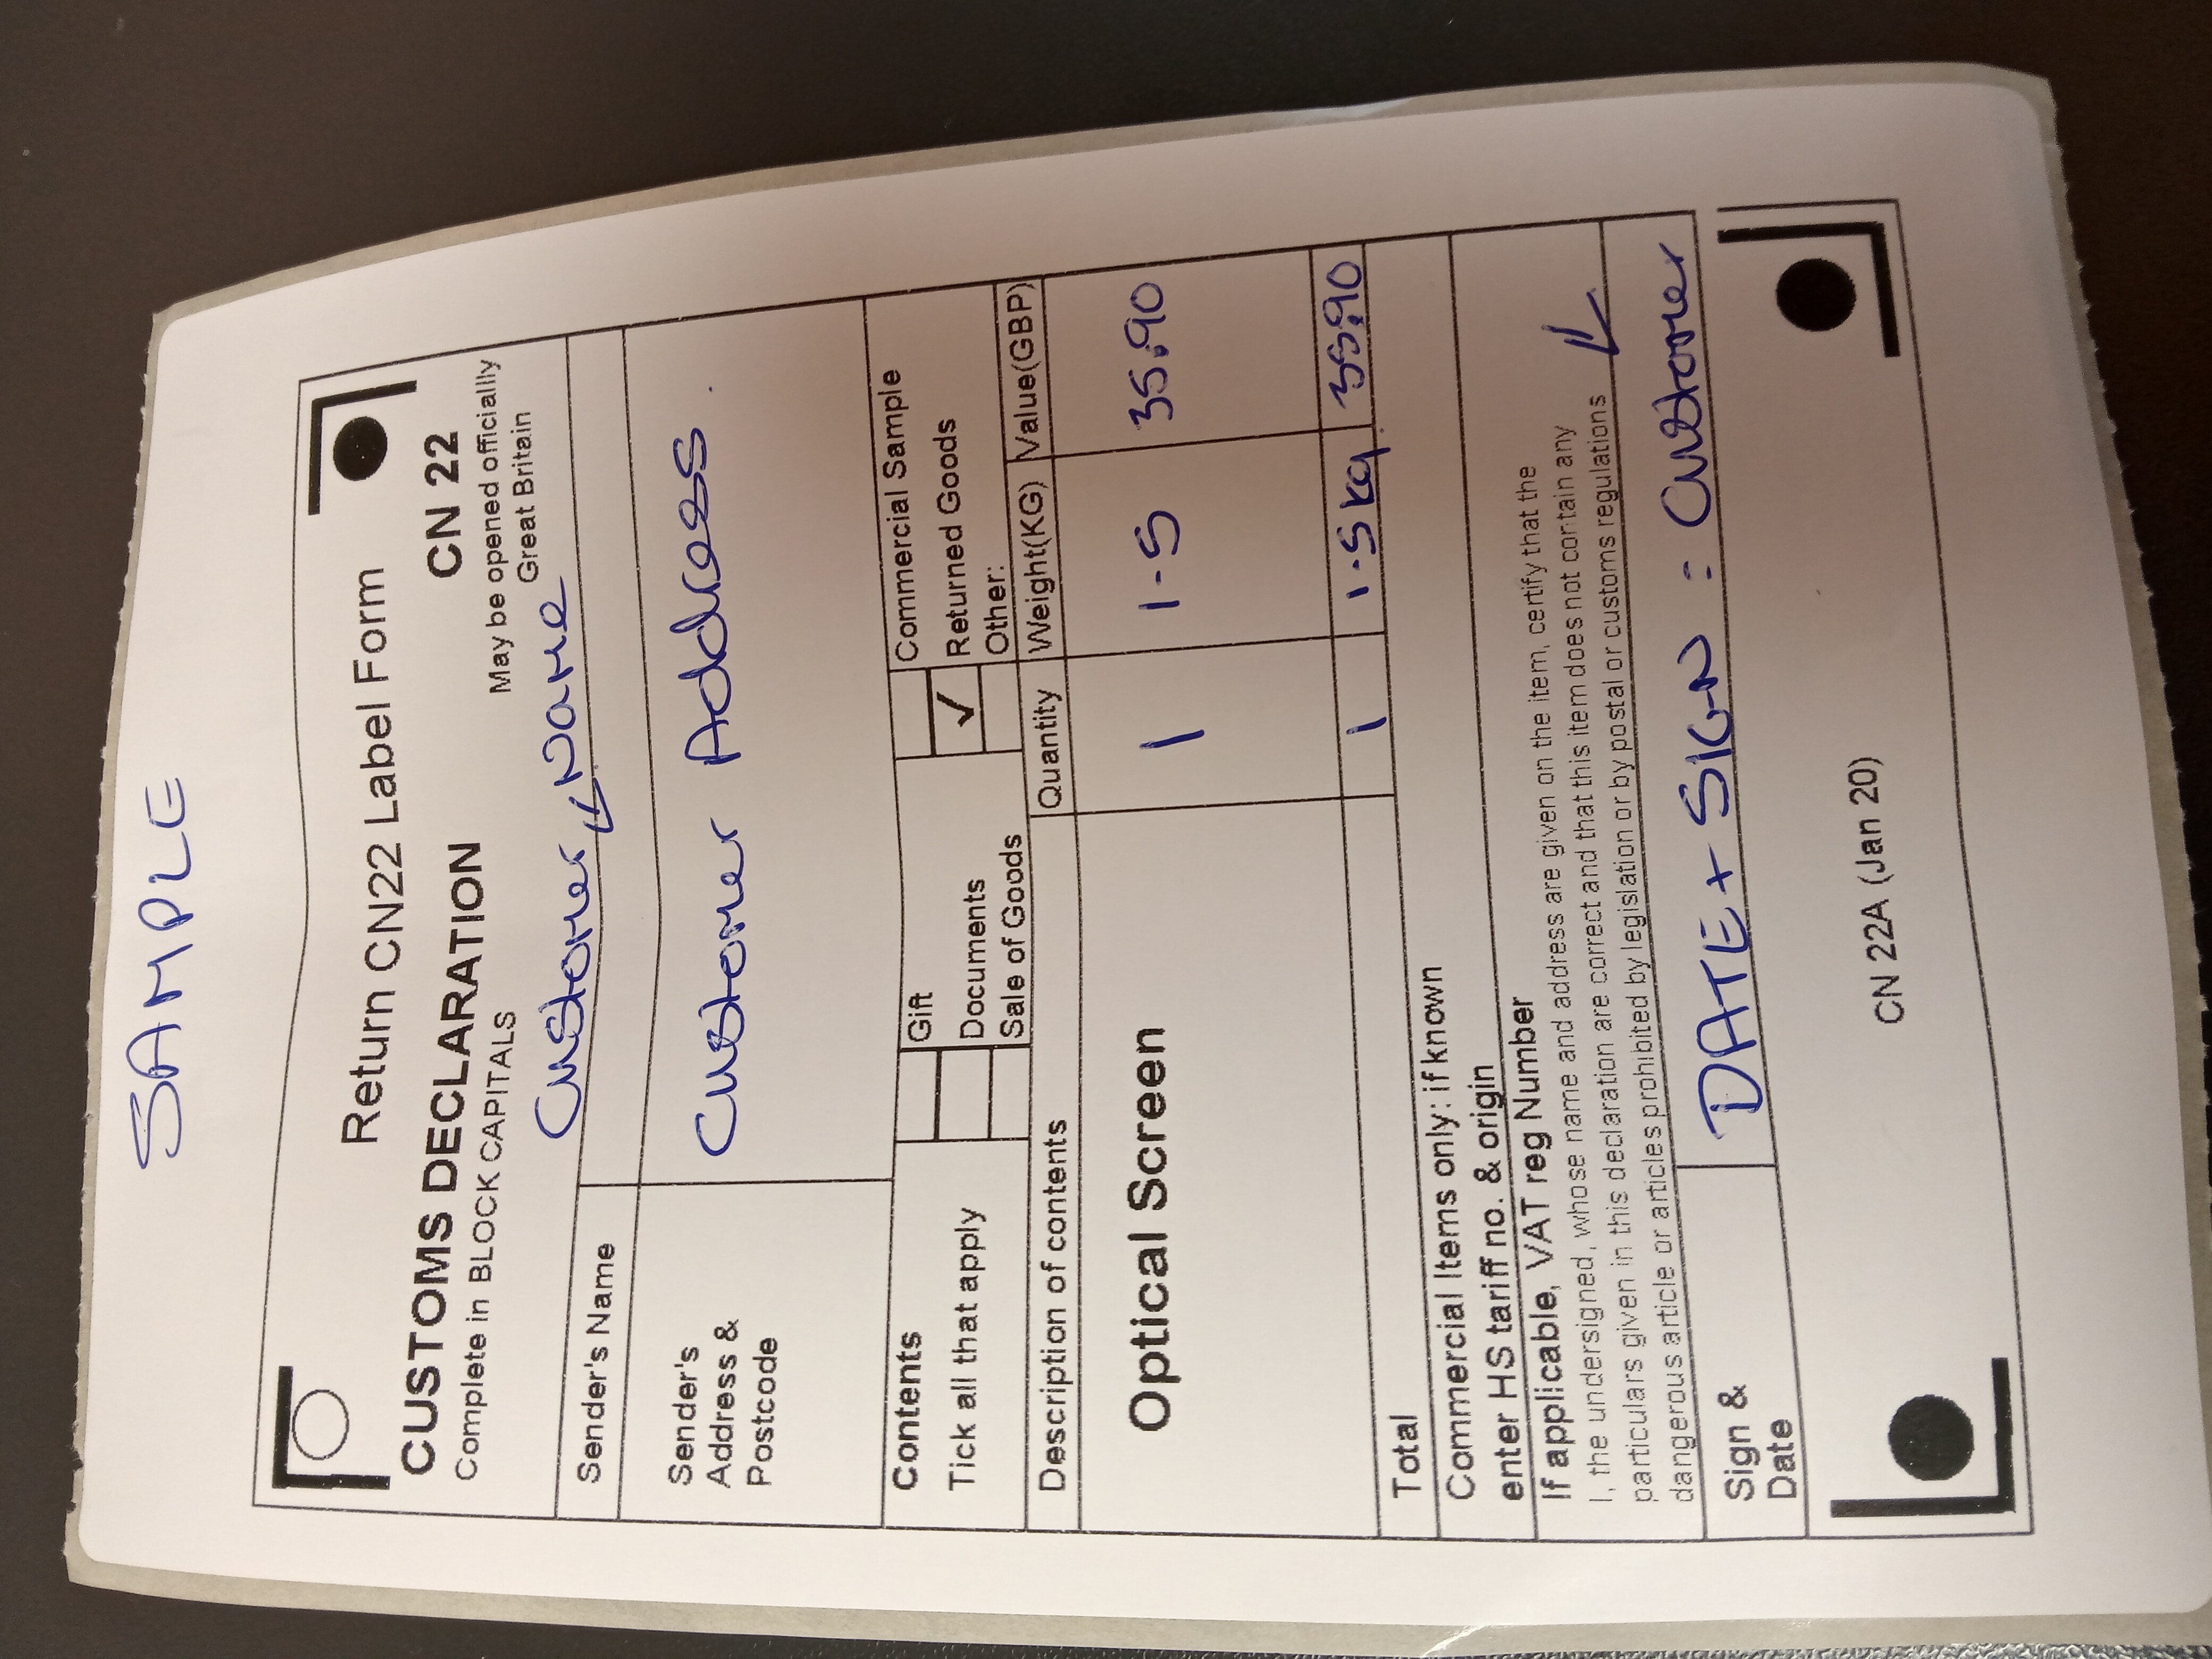 SAMPLE
Return CN22 Label Form
CUSTOMS DECLARATION CN 22
Complete in BLOCK CAPITALS May be opened officially
Great Britain
Sender's Name Customer Name
Sender's
Address &
Postcode
Customer Address.
Contents Gift Commercial Sample
Tick all that apply Documents ✓ Returned Goods
Sale of Goods Other:
Description of contents Quantity Weight(KG) Value(GBP)
Optical Screen 1 1-5 35.90
Total 1 1.5kg 35.90
Commercial Items only: if known
enter HS tariff no. & origin
If applicable, VAT reg Number
I, the undersigned, whose name and address are given on the item, certify that the
particulars given in this declaration are correct and that this item does not contain any
dangerous article or articles prohibited by legislation or by postal or customs regulations
Sign &
Date
DATE + SIGN = Customer
CN 22A (Jan 20)